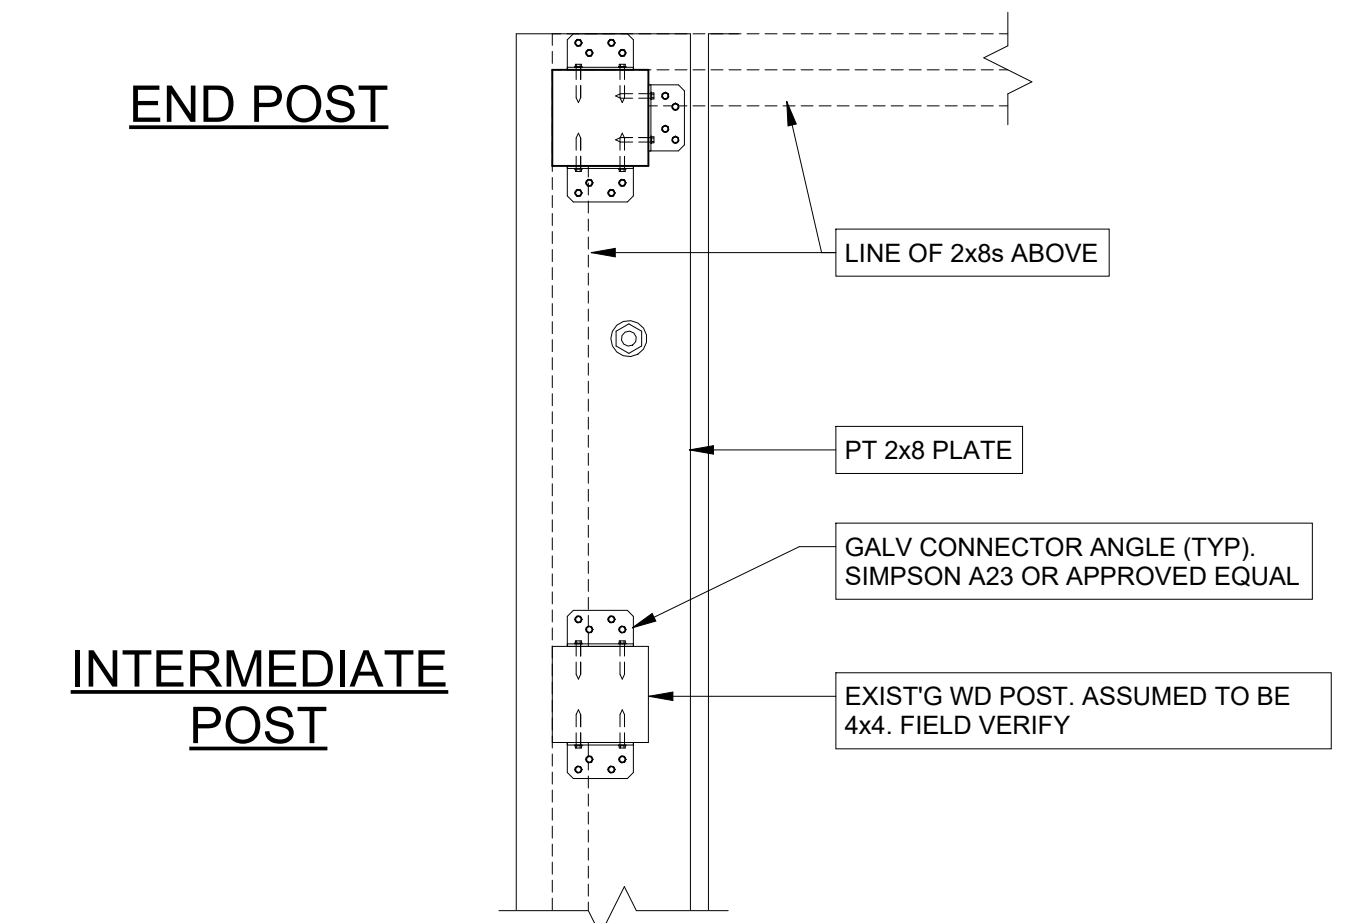 END POST
LINE OF 2x8s ABOVE
PT 2x8 PLATE
GALV CONNECTOR ANGLE (TYP).
SIMPSON A23 OR APPROVED EQUAL
INTERMEDIATE
POST
EXIST'G WD POST. ASSUMED TO BE
4x4. FIELD VERIFY